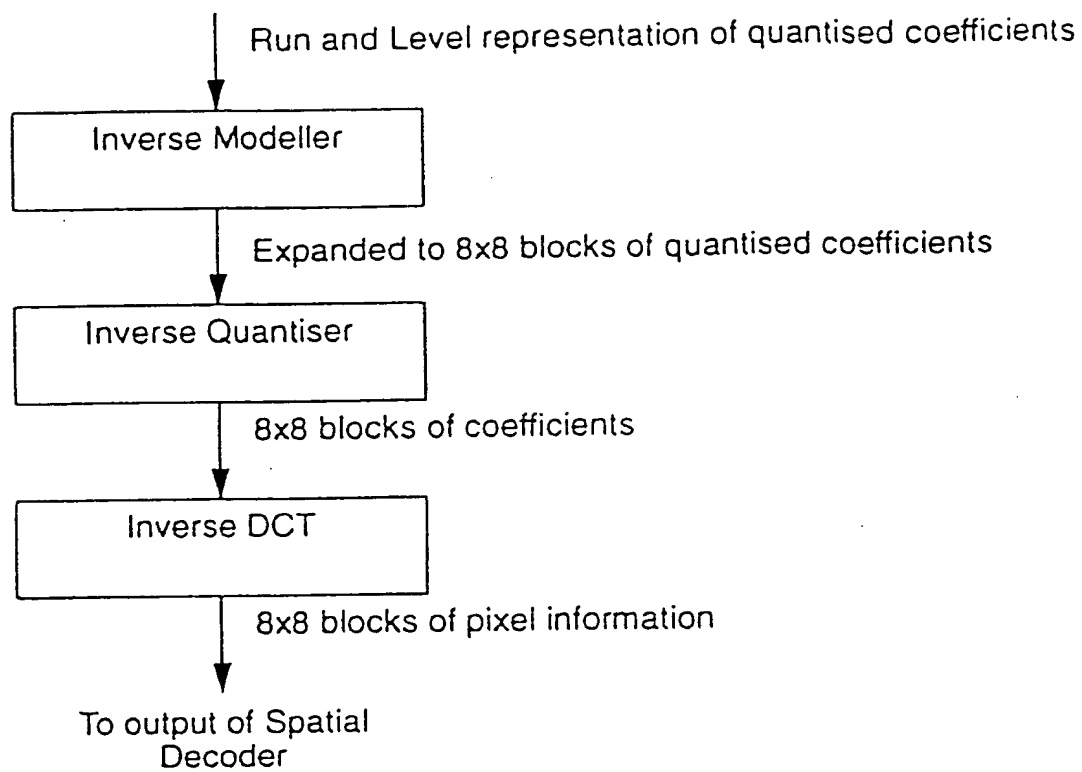 Run and Level representation of quantised coefficients
Inverse Modeller
Expanded to 8x8 blocks of quantised coefficients
Inverse Quantiser
8x8 blocks of coefficients
Inverse DCT
8x8 blocks of pixel information
To output of Spatial
Decoder